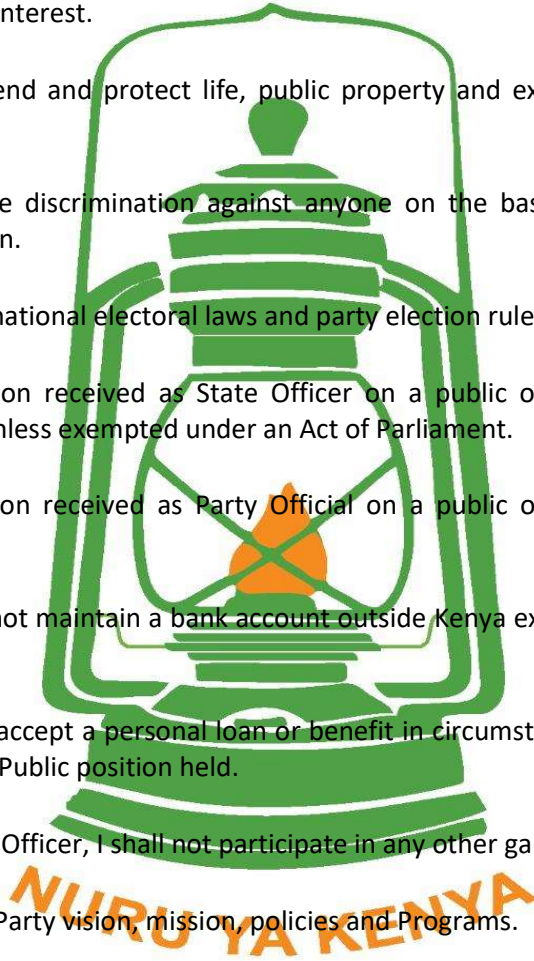 nterest.
end and protect life, public property and ex
e discrimination against anyone on the bas
n.
national electoral laws and party election rule
on received as State Officer on a public o
nless exempted under an Act of Parliament.
on received as Party Official on a public o
not maintain a bank account outside Kenya ex
accept a personal loan or benefit in circumst
Public position held.
Officer, I shall not participate in any other ga
Party vision, mission, policies and Programs.
NURU YA KENYA